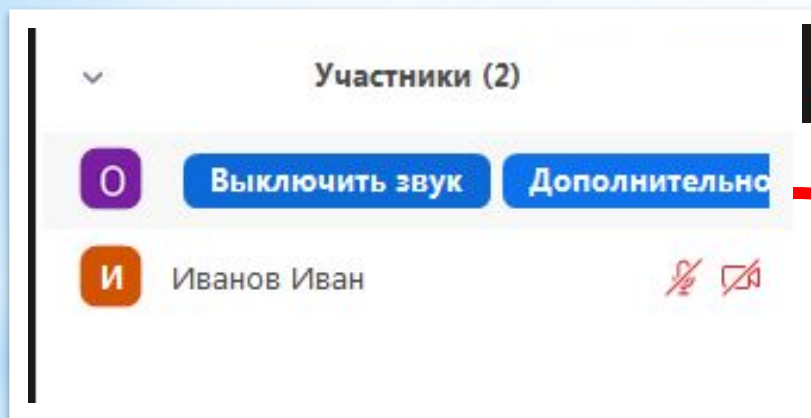 Участники (2)
О Выключить звук Дополнительно
И Иванов Иван